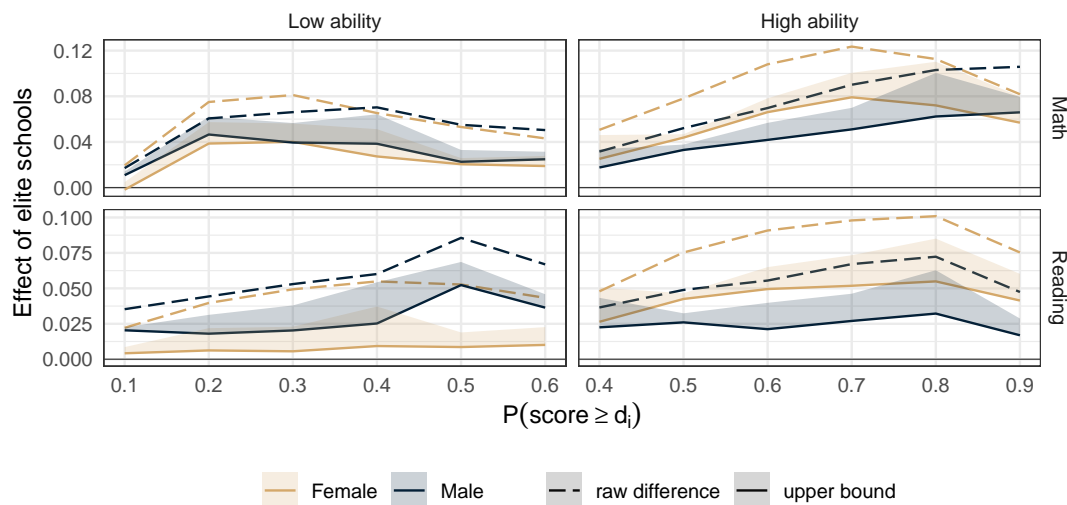 Low ability
High ability
0.12
0.08
0.04
0.00
Math
0.100
0.075
0.050
0.025
0.000
Reading
Effect of elite schools
0.1 0.2 0.3 0.4 0.5 0.6
0.4 0.5 0.6 0.7 0.8 0.9
P(score ≥ dᵢ)
Female Male raw difference upper bound